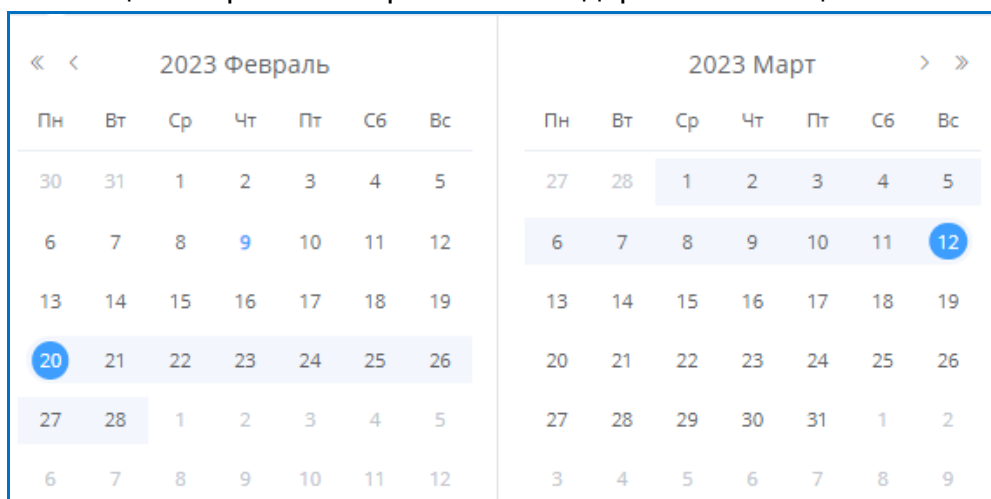 « < 2023 Февраль
Пн Вт Ср Чт Пт Сб Вс
30 31 1 2 3 4 5
6 7 8 9 10 11 12
13 14 15 16 17 18 19
20 21 22 23 24 25 26
27 28 1 2 3 4 5
6 7 8 9 10 11 12
2023 Март > »
Пн Вт Ср Чт Пт Сб Вс
27 28 1 2 3 4 5
6 7 8 9 10 11 12
13 14 15 16 17 18 19
20 21 22 23 24 25 26
27 28 29 30 31 1 2
3 4 5 6 7 8 9